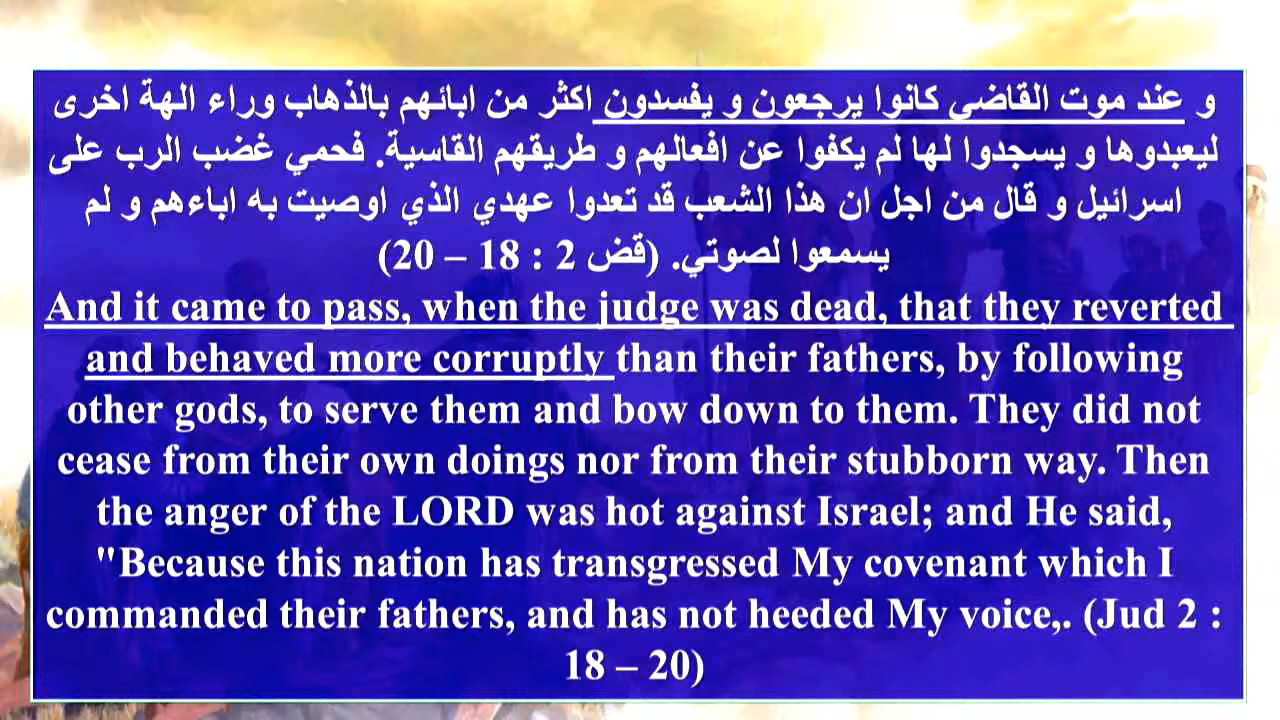 و عند موت القاضي كانوا يرجعون و يفسدون اكثر من ابائهم بالذهاب وراء الهة اخرى
ليعبدوها و يسجدوا لها لم يكفوا عن افعالهم و طريقهم القاسية. فحمي غضب الرب على
اسرائيل و قال من اجل ان هذا الشعب قد تعدوا عهدي الذي اوصيت به اباءهم و لم
يسمعوا لصوتي. (قض 2 : 18 – 20)
And it came to pass, when the judge was dead, that they reverted
and behaved more corruptly than their fathers, by following
other gods, to serve them and bow down to them. They did not
cease from their own doings nor from their stubborn way. Then
the anger of the LORD was hot against Israel; and He said,
"Because this nation has transgressed My covenant which I
commanded their fathers, and has not heeded My voice,. (Jud 2 :
18 – 20)